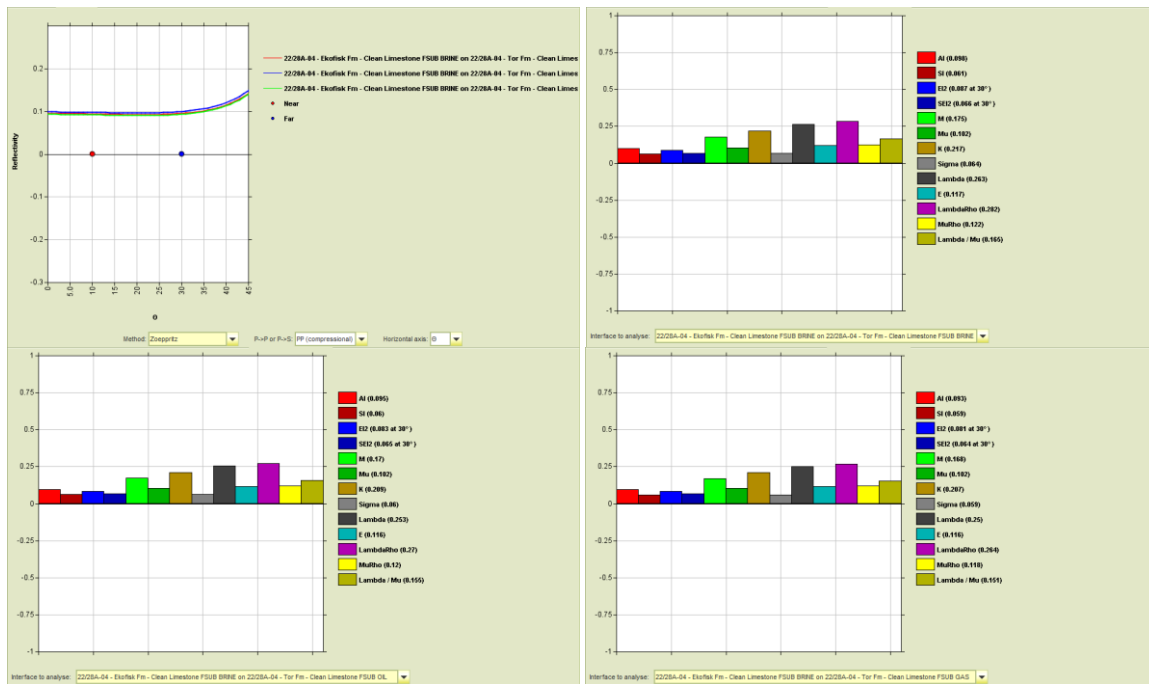 0.2
0.1
0
-0.1
-0.2
-0.3
Reflectivity
0
5.0
10
15
20
25
30
35
40
45
Θ
22/28A-04 - Ekofisk Fm - Clean Limestone FSUB BRINE on 22/28A-04 - Tor Fm - Clean Limes
22/28A-04 - Ekofisk Fm - Clean Limestone FSUB BRINE on 22/28A-04 - Tor Fm - Clean Limes
22/28A-04 - Ekofisk Fm - Clean Limestone FSUB BRINE on 22/28A-04 - Tor Fm - Clean Limes
Near
Far
Method: Zoeppritz P->P or P->S: PP (compressional) Horizontal axis: Θ
1
0.75
0.5
0.25
0
-0.25
-0.5
-0.75
-1
AI (0.098)
SI (0.061)
EI2 (0.087 at 30°)
SEI2 (0.066 at 30°)
M (0.175)
Mu (0.102)
K (0.217)
Sigma (0.064)
Lambda (0.263)
E (0.117)
LambdaRho (0.282)
MuRho (0.122)
Lambda / Mu (0.165)
Interface to analyse: 22/28A-04 - Ekofisk Fm - Clean Limestone FSUB BRINE on 22/28A-04 - Tor Fm - Clean Limestone FSUB BRINE
1
0.75
0.5
0.25
0
-0.25
-0.5
-0.75
-1
AI (0.095)
SI (0.06)
EI2 (0.083 at 30°)
SEI2 (0.065 at 30°)
M (0.17)
Mu (0.102)
K (0.209)
Sigma (0.06)
Lambda (0.253)
E (0.116)
LambdaRho (0.27)
MuRho (0.12)
Lambda / Mu (0.155)
Interface to analyse: 22/28A-04 - Ekofisk Fm - Clean Limestone FSUB BRINE on 22/28A-04 - Tor Fm - Clean Limestone FSUB OIL
1
0.75
0.5
0.25
0
-0.25
-0.5
-0.75
-1
AI (0.093)
SI (0.059)
EI2 (0.081 at 30°)
SEI2 (0.064 at 30°)
M (0.168)
Mu (0.102)
K (0.207)
Sigma (0.059)
Lambda (0.25)
E (0.116)
LambdaRho (0.264)
MuRho (0.118)
Lambda / Mu (0.151)
Interface to analyse: 22/28A-04 - Ekofisk Fm - Clean Limestone FSUB BRINE on 22/28A-04 - Tor Fm - Clean Limestone FSUB GAS